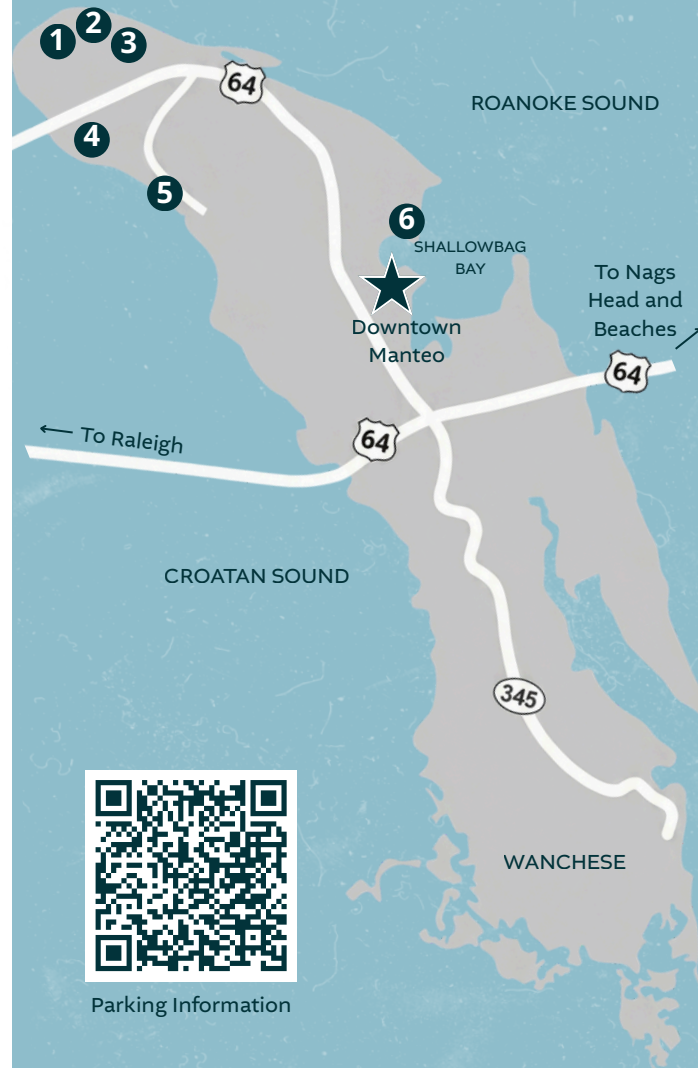 1
2
3
64
ROANOKE SOUND
4
5
6
SHALLOWBAG
BAY
To Nags
Head and
Beaches
Downtown
Manteo
64
64
← To Raleigh
CROATAN SOUND
345
WANCHESE
Parking Information